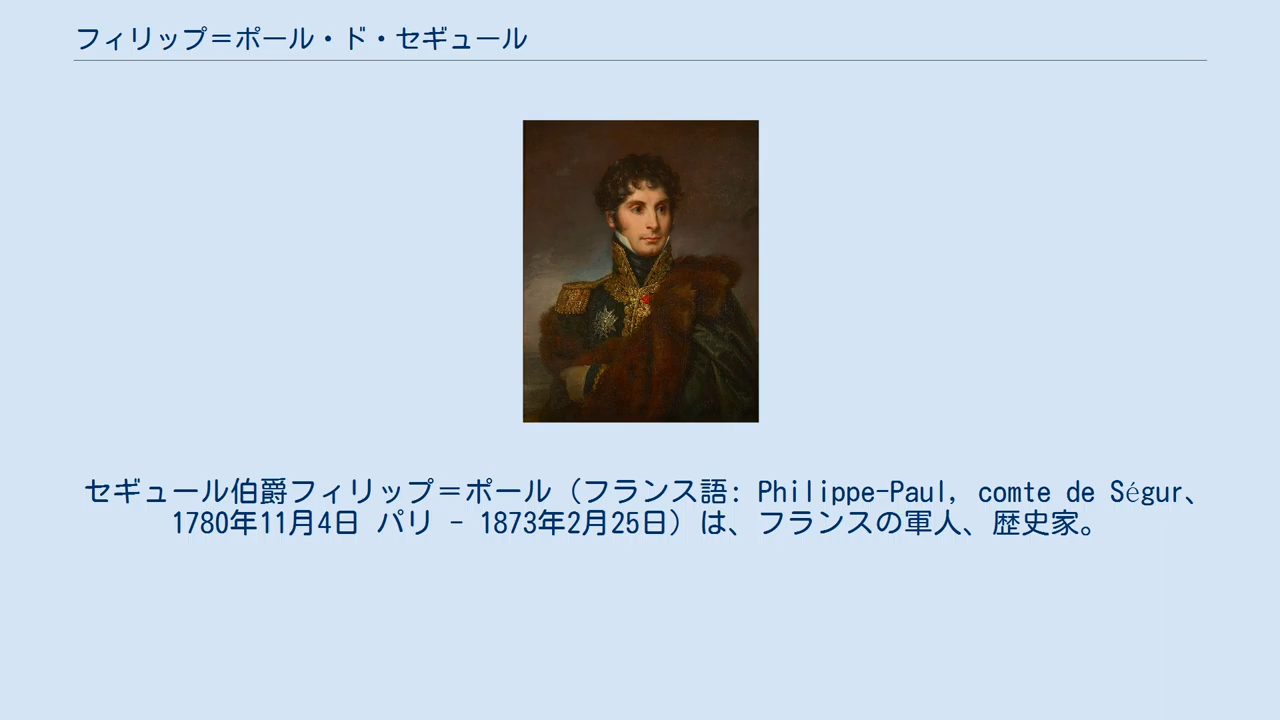 フィリップ＝ポール・ド・セギュール
セギュール伯爵フィリップ＝ポール（フランス語: Philippe-Paul, comte de Ségur、
1780年11月4日 パリ - 1873年2月25日）は、フランスの軍人、歴史家。